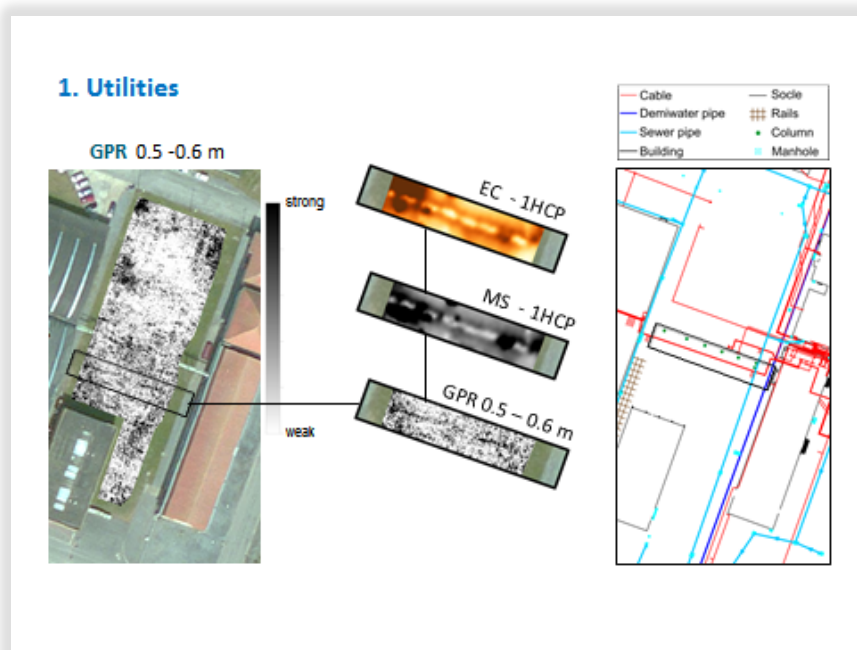 1. Utilities
GPR 0.5 -0.6 m
strong
weak
EC - 1HCP
MS - 1HCP
GPR 0.5 – 0.6 m
Cable
Demiwater pipe
Sewer pipe
Building
Socle
Rails
Column
Manhole